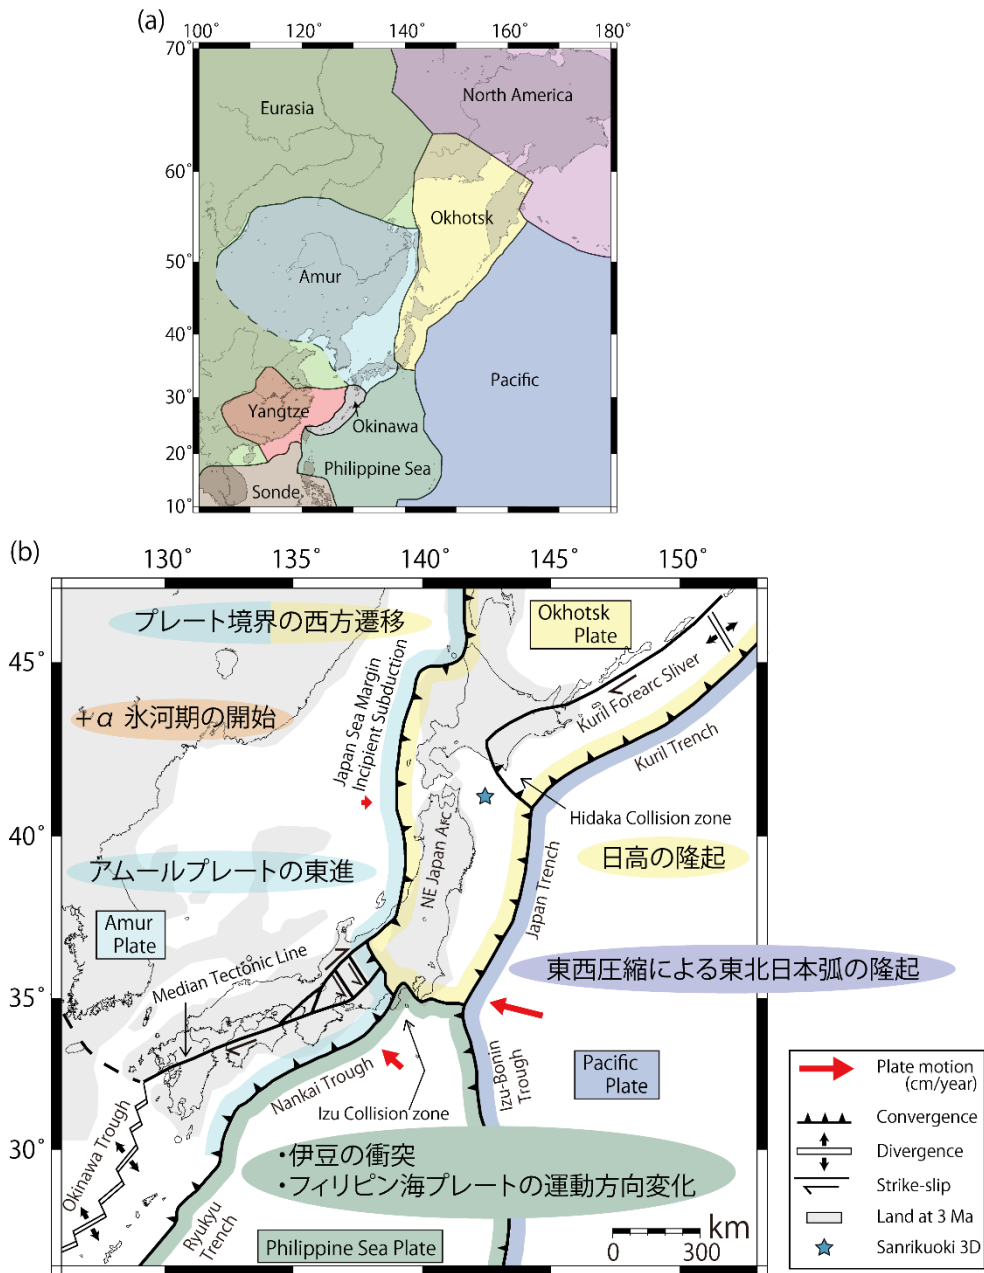 (a)
100 120 140 160 180
70°
60°
50°
40°
30°
20°
10°
Eurasia
North America
Okhotsk
Amur
Pacific
Yangtze
Okinawa
Philippine Sea
Sonde
(b)
130° 135° 140° 145° 150°
45°
40°
35°
30°
プレート境界の西方遷移
Okhotsk
Plate
+α 氷河期の開始
Japan Sea Margin
Incipient Subduction
Kuril Forearc Sliver
Kuril Trench
Hidaka Collision zone
日高の隆起
アムールプレートの東進
NE Japan Arc
Japan Trench
Amur
Plate
Median Tectonic Line
東西圧縮による東北日本弧の隆起
Nankai Trough
Izu Collision zone
Izu-Bonin
Trough
Pacific
Plate
Okinawa Trough
Ryukyu
Trench
・伊豆の衝突
・フィリピン海プレートの運動方向変化
Philippine Sea Plate
km
0 300
Plate motion
(cm/year)
Convergence
Divergence
Strike-slip
Land at 3 Ma
Sanrikuoki 3D